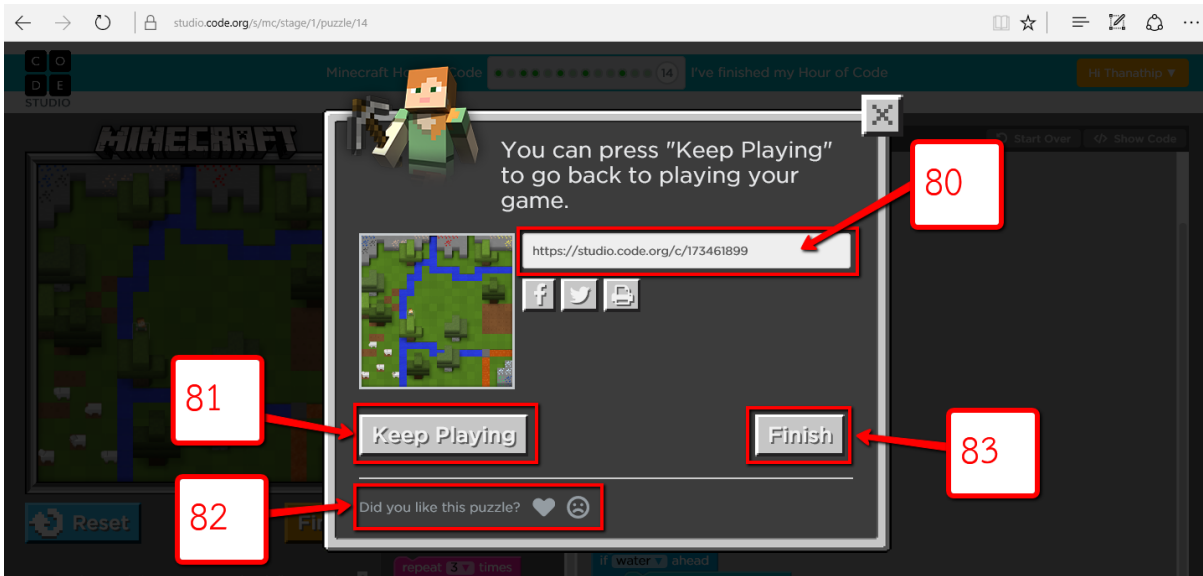 studio.code.org/s/mc/stage/1/puzzle/14
CO
DE
STUDIO
Minecraft Hour of Code
14
I've finished my Hour of Code
Hi Thanathip
MINECRAFT
Start Over
</> Show Code
You can press "Keep Playing"
to go back to playing your
game.
80
https://studio.code.org/c/173461899
f
81
Keep Playing
Finish
83
82
Did you like this puzzle?
Reset
Fin
repeat 3 times
if water ahead